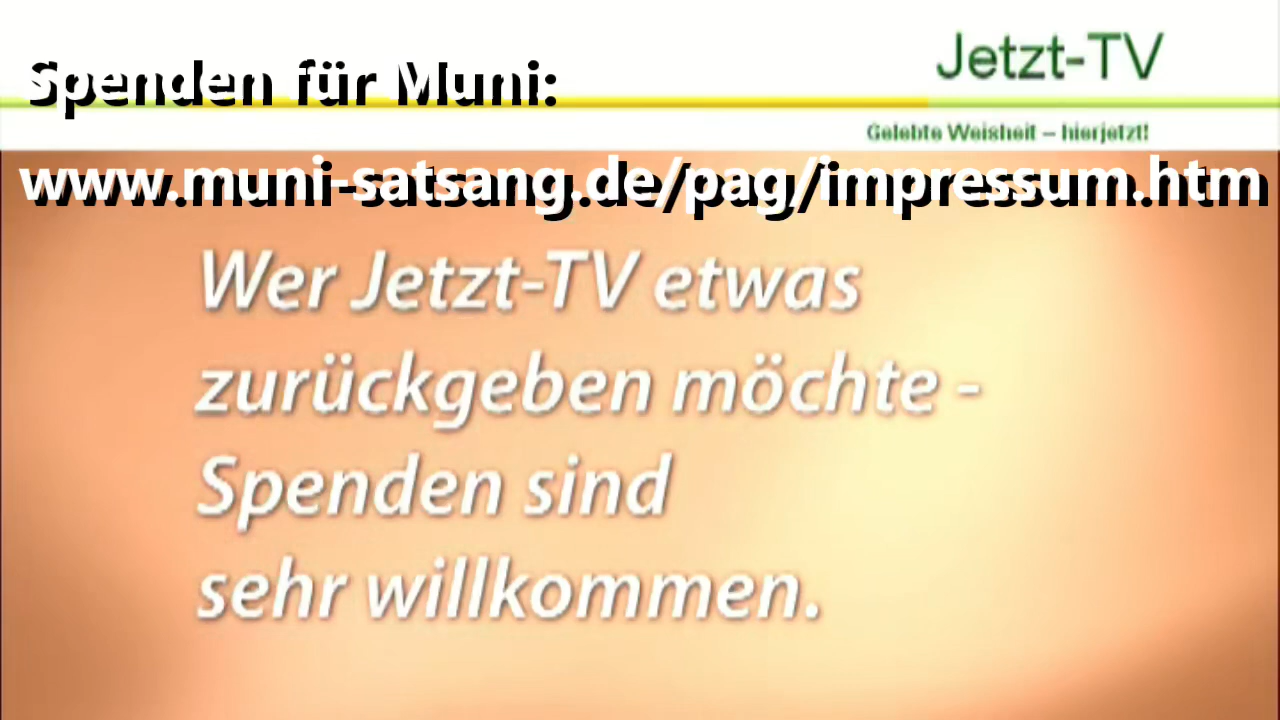 Jetzt-TV
Spenden für Muni:
Gelebte Weisheit – hierjetzt!
www.muni-satsang.de/pag/impressum.htm
Wer Jetzt-TV etwas
zurückgeben möchte -
Spenden sind
sehr willkommen.